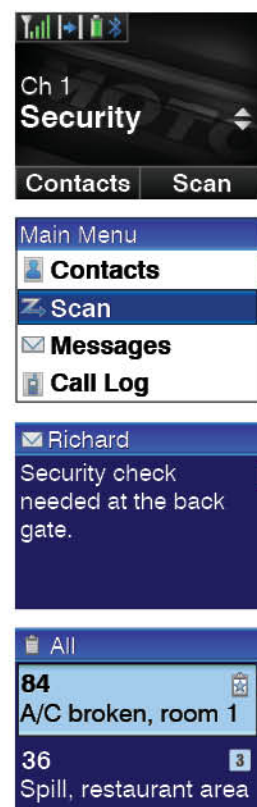 Ch 1
Security
Contacts Scan
Main Menu
Contacts
Scan
Messages
Call Log
Richard
Security check
needed at the back
gate.
All
84
A/C broken, room 1
36 3
Spill, restaurant area